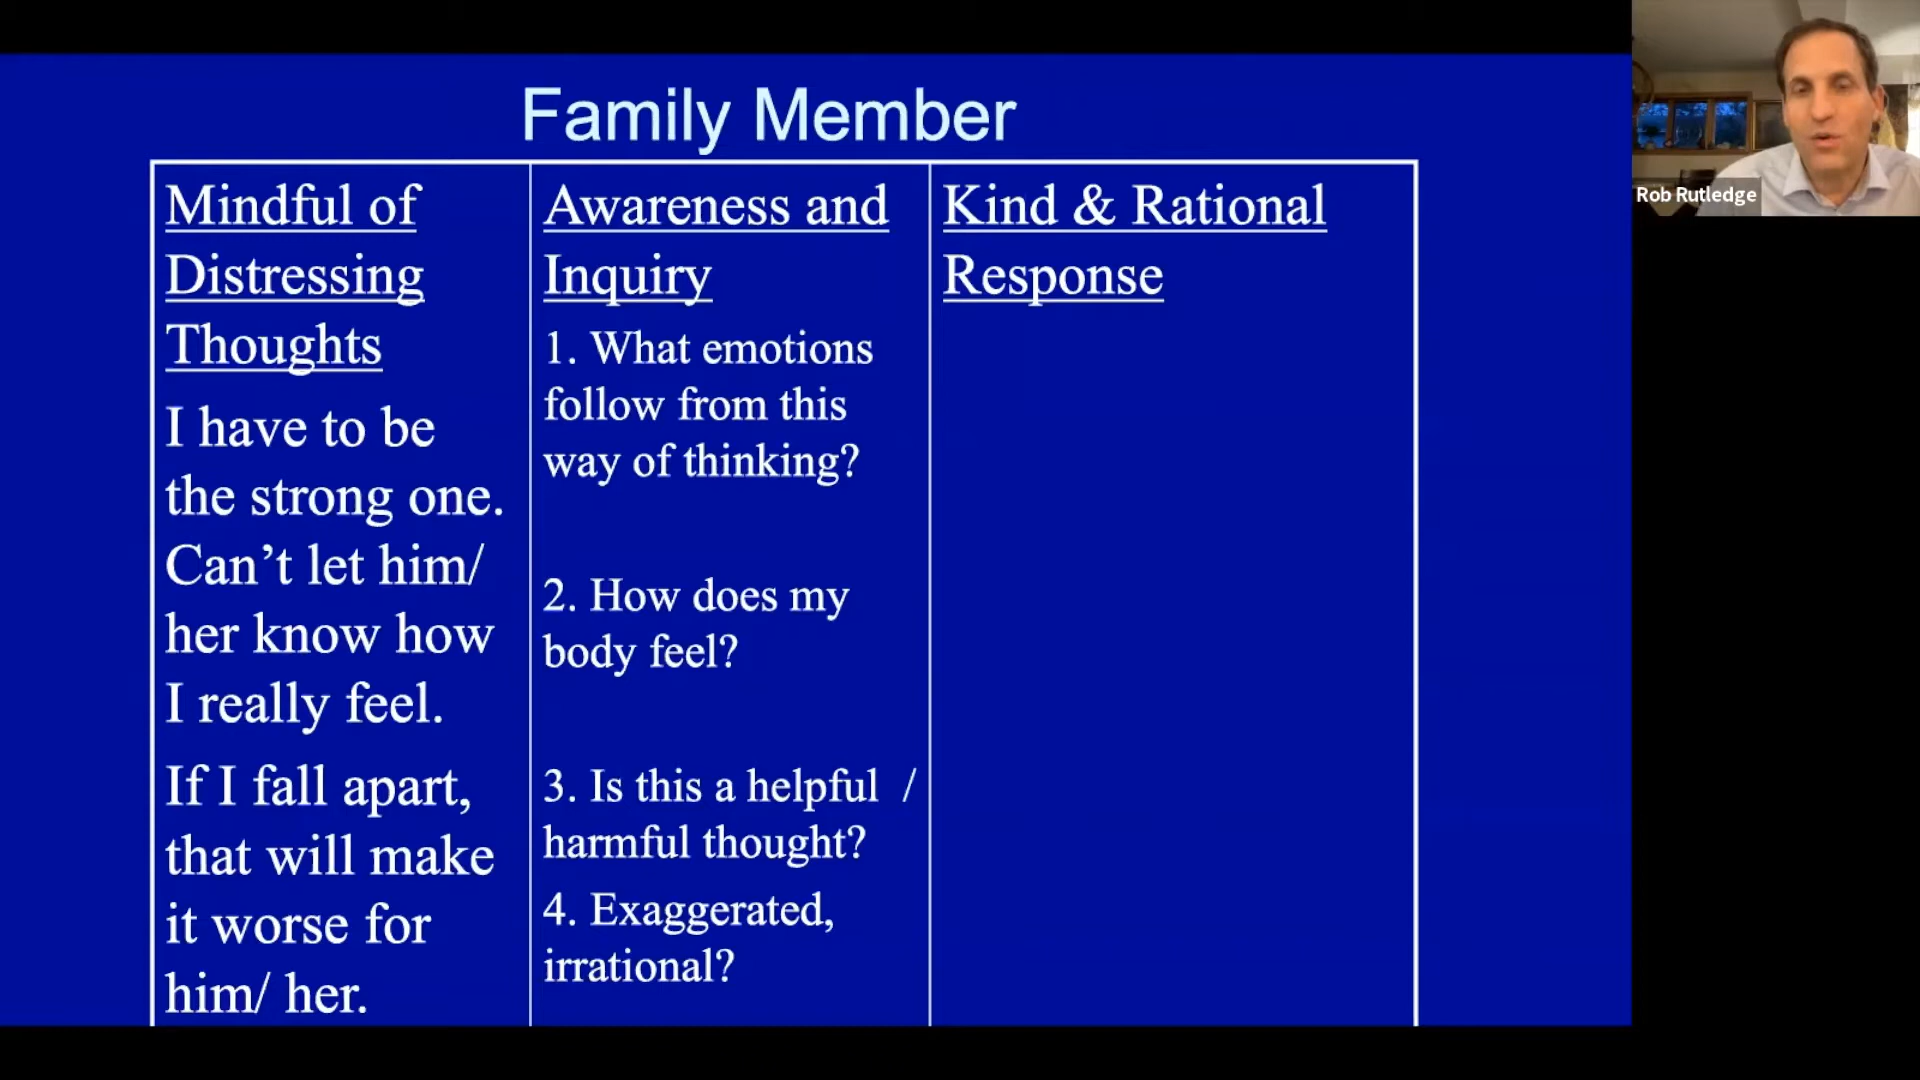 Family Member
Mindful of
Distressing
Thoughts
I have to be
the strong one.
Can’t let him/
her know how
I really feel.
If I fall apart,
that will make
it worse for
him/ her.
Awareness and
Inquiry
1. What emotions
follow from this
way of thinking?
2. How does my
body feel?
3. Is this a helpful /
harmful thought?
4. Exaggerated,
irrational?
Kind & Rational
Response
Rob Rutledge